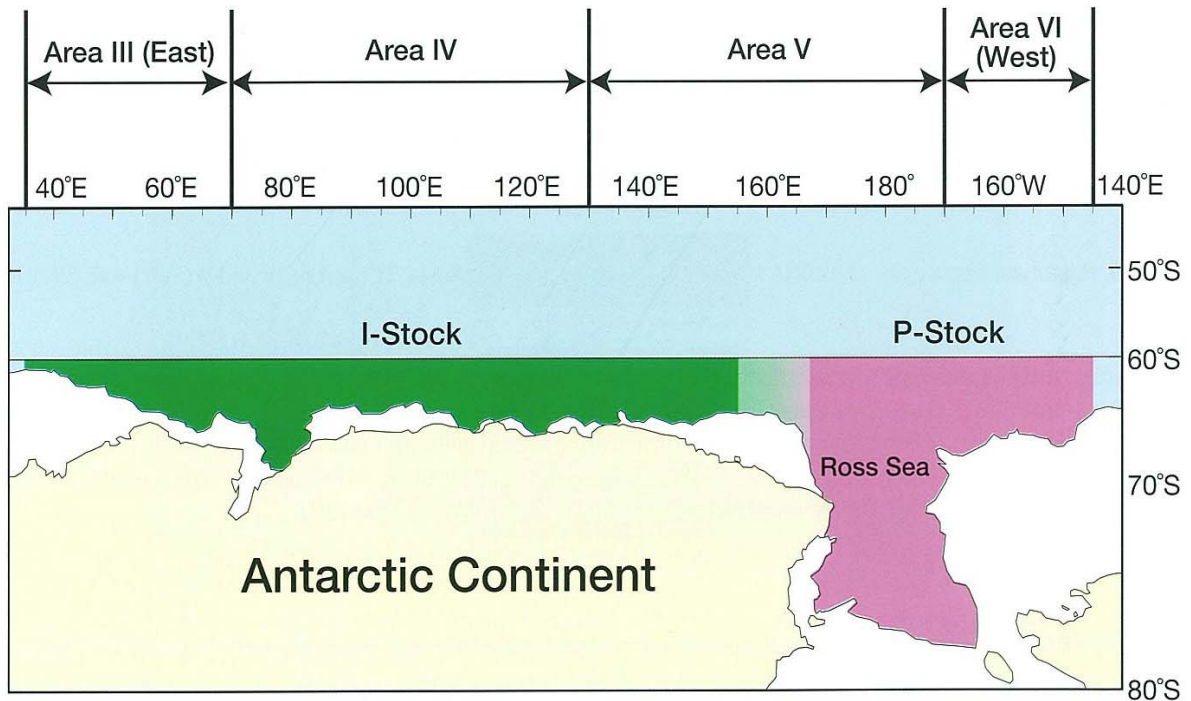 Area III (East)
Area IV
Area V
Area VI
(West)
40°E
60°E
80°E
100°E
120°E
140°E
160°E
180°
160°W
140°E
50°S
I-Stock
P-Stock
60°S
Ross Sea
70°S
Antarctic Continent
80°S